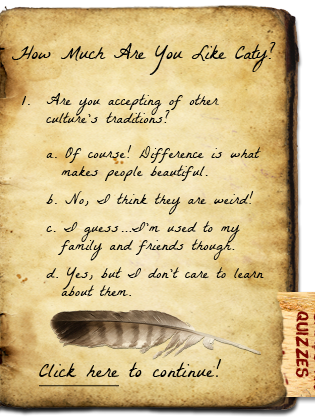 How Much Are You Like Caty?
1. Are you accepting of other
culture's traditions?
a. Of course! Difference is what
makes people beautiful.
b. No, I think they are weird!
c. I guess...I'm used to my
family and friends though.
d. Yes, but I don't care to learn
about them.
Click here to continue!
QUIZZES